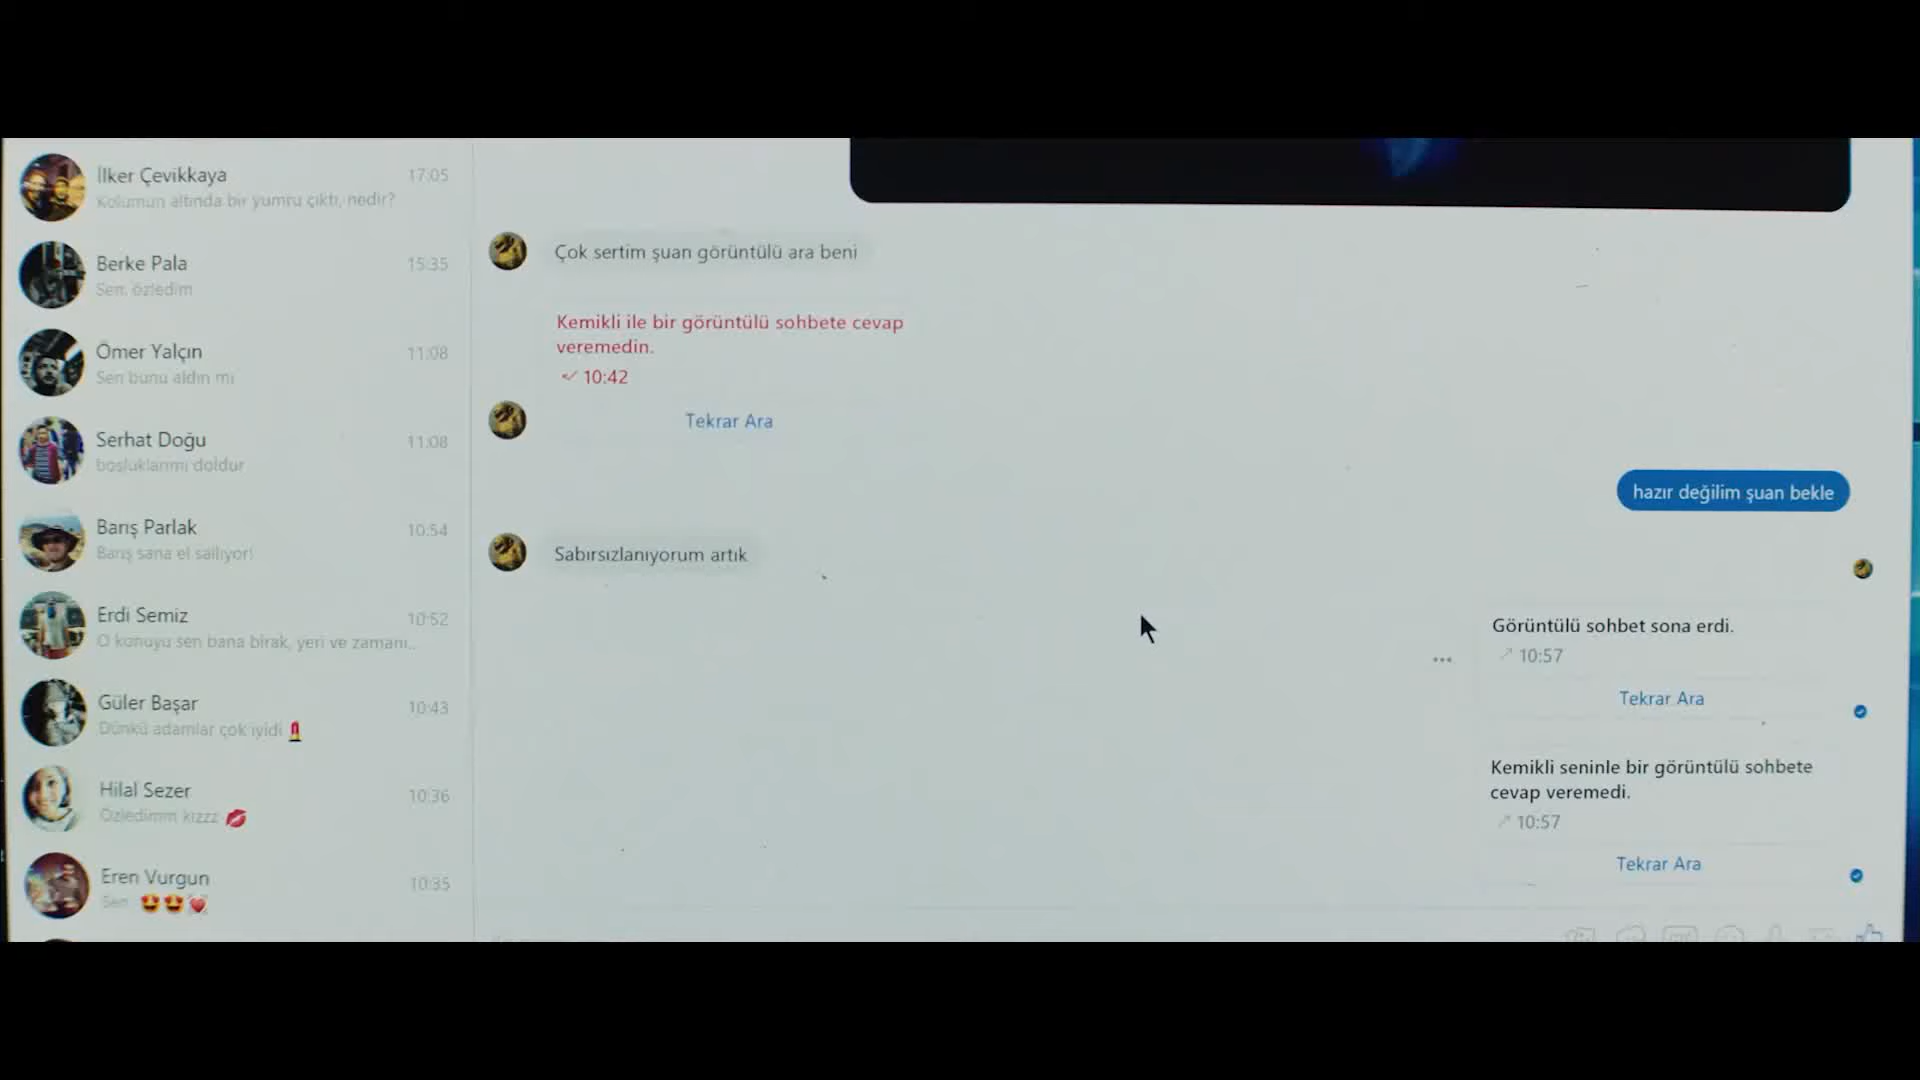 İlker Çevikkaya 17:05
Kolumun altında bir yumru çıktı, nedir?
Berke Pala 15:35
Sen: özledim
Ömer Yalçın 11:08
Sen bunu aldın mı
Serhat Doğu 11:08
boşluklarımı doldur
Barış Parlak 10:54
Barış sana el sallıyor!
Erdi Semiz 10:52
O konuyu sen bana bırak, yeri ve zamanı...
Güler Başar 10:43
Dünkü adamlar çok iyidi
Hilal Sezer 10:36
Özledimm kızzz
Eren Vurgun 10:35
Sen:
Çok sertim şuan görüntülü ara beni
Kemikli ile bir görüntülü sohbete cevap
veremedin.
10:42
Tekrar Ara
hazır değilim şuan bekle
Sabırsızlanıyorum artık
Görüntülü sohbet sona erdi.
10:57
Tekrar Ara
Kemikli seninle bir görüntülü sohbete
cevap veremedi.
10:57
Tekrar Ara